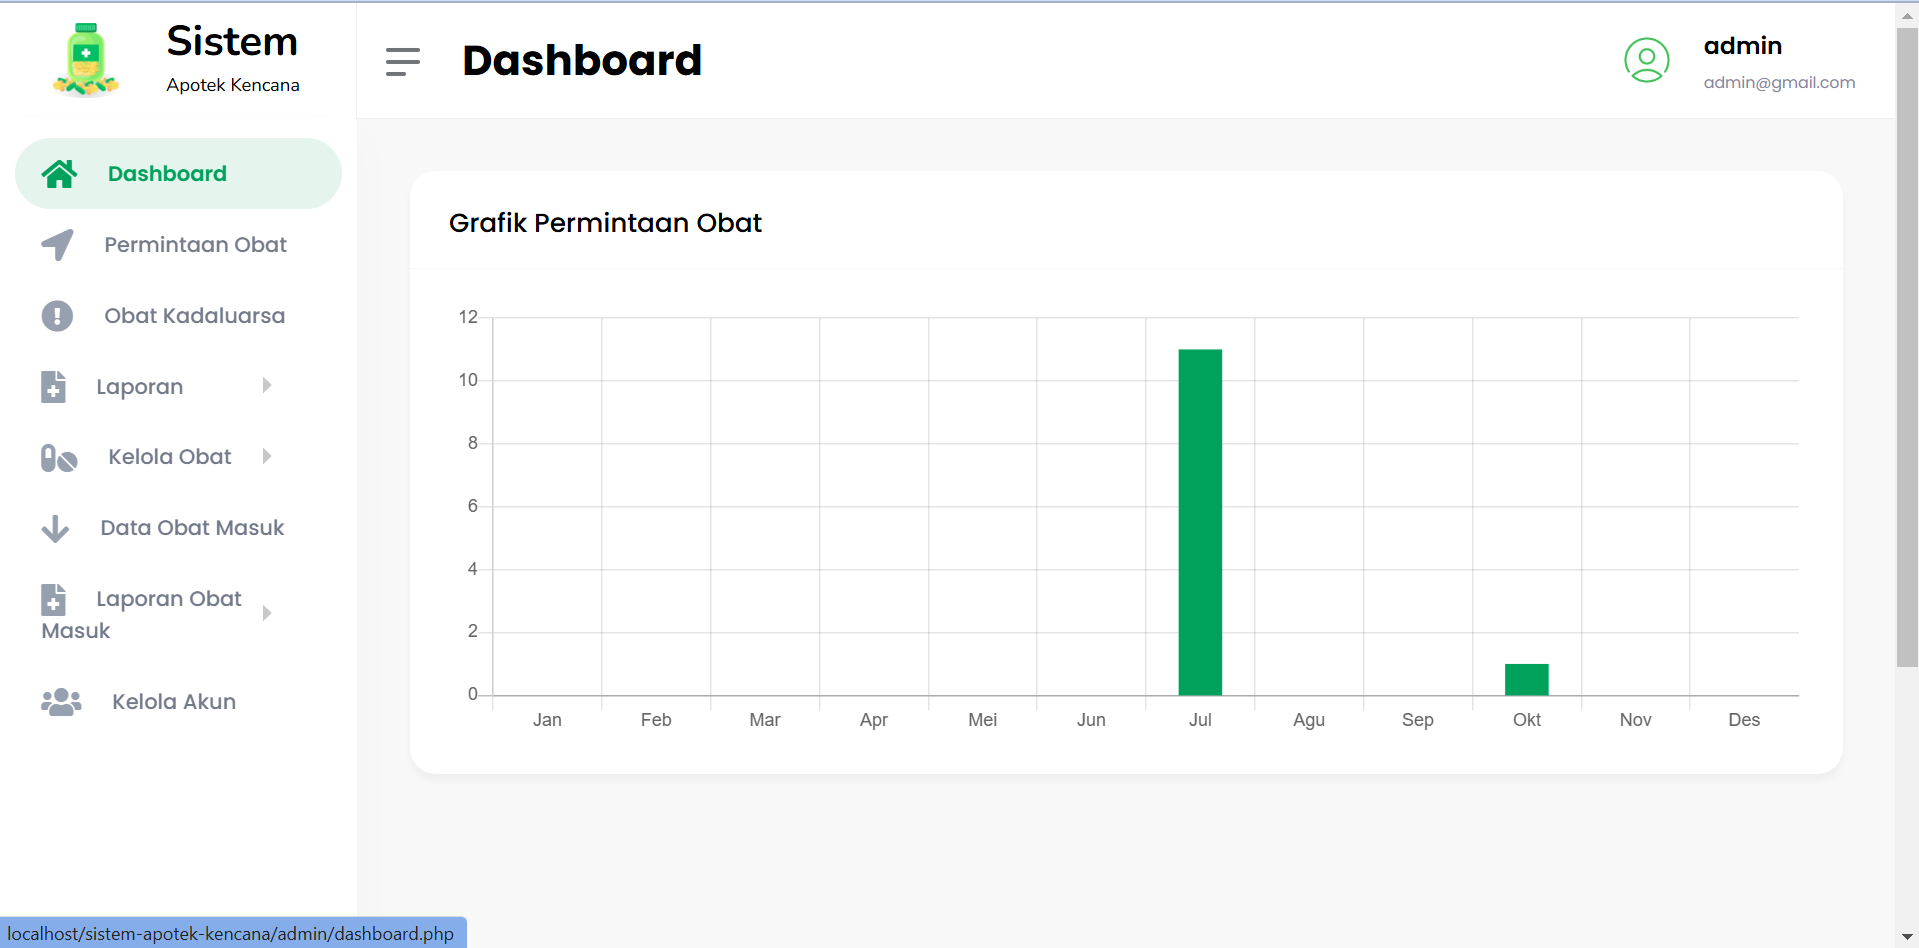 Sistem
Apotek Kencana
Dashboard
admin
admin@gmail.com
Dashboard
Permintaan Obat
Obat Kadaluarsa
Laporan
Kelola Obat
Data Obat Masuk
Laporan Obat
Masuk
Kelola Akun
Grafik Permintaan Obat
12
10
8
6
4
2
0
Jan Feb Mar Apr Mei Jun Jul Agu Sep Okt Nov Des
localhost/sistem-apotek-kencana/admin/dashboard.php